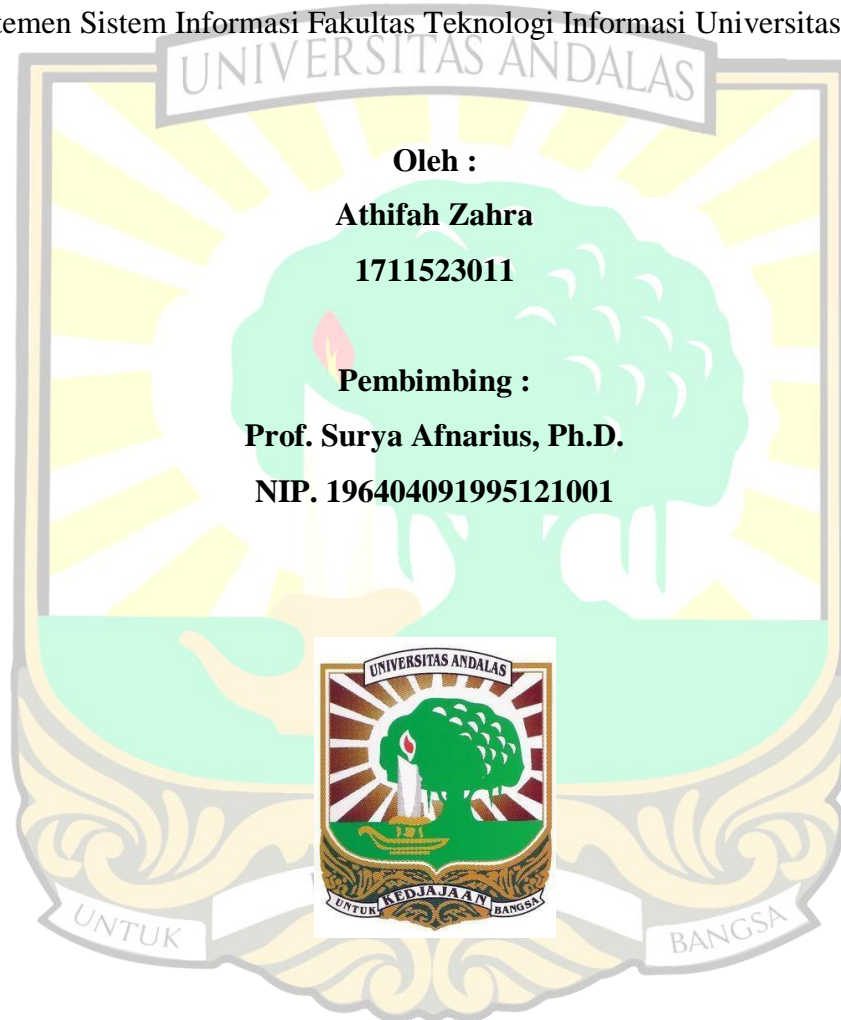 temen Sistem Informasi Fakultas Teknologi Informasi Universitas
UNIVERSITAS ANDALAS
Oleh :
Athifah Zahra
1711523011
Pembimbing :
Prof. Surya Afnarius, Ph.D.
NIP. 196404091995121001
UNIVERSITAS ANDALAS
UNTUK KEDJAJAAN BANGSA
UNTUK BANGSA